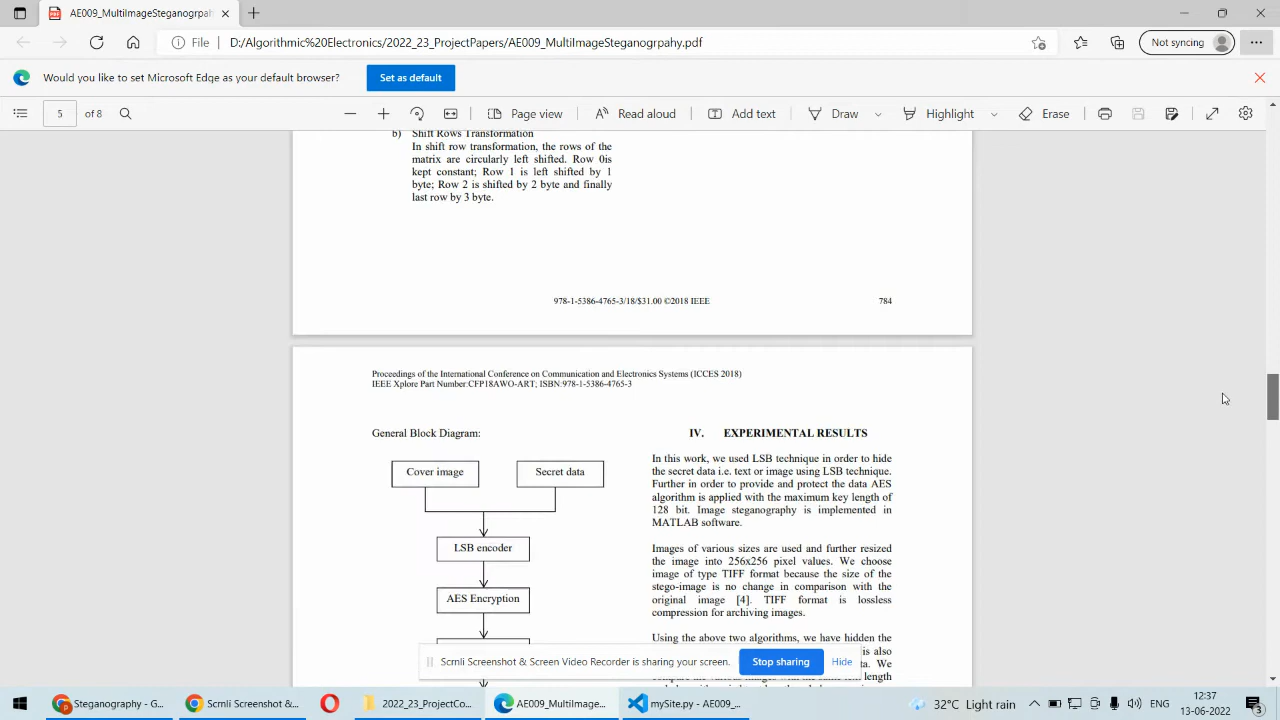 AE009_MultiImageSteganogrpah
File
D:/Algorithmic%20Electronics/2022_23_ProjectPapers/AE009_MultiImageSteganogrpahy.pdf
Not syncing
Would you like to set Microsoft Edge as your default browser?
Set as default
5 of 8
Page view
Read aloud
Add text
Draw
Highlight
Erase
b) Shift Rows Transformation
In shift row transformation, the rows of the
matrix are circularly left shifted. Row 0is
kept constant; Row 1 is left shifted by 1
byte; Row 2 is shifted by 2 byte and finally
last row by 3 byte.
978-1-5386-4765-3/18/$31.00 ©2018 IEEE 784
Proceedings of the International Conference on Communication and Electronics Systems (ICCES 2018)
IEEE Xplore Part Number:CFP18AWO-ART; ISBN:978-1-5386-4765-3
General Block Diagram:
Cover image
Secret data
LSB encoder
AES Encryption
IV. EXPERIMENTAL RESULTS
In this work, we used LSB technique in order to hide
the secret data i.e. text or image using LSB technique.
Further in order to provide and protect the data AES
algorithm is applied with the maximum key length of
128 bit. Image steganography is implemented in
MATLAB software.
Images of various sizes are used and further resized
the image into 256x256 pixel values. We choose
image of type TIFF format because the size of the
stego-image is no change in comparison with the
original image [4]. TIFF format is lossless
compression for archiving images.
Using the above two algorithms, we have hidden the
is also
ta. We
length
Scrnli Screenshot & Screen Video Recorder is sharing your screen.
Stop sharing
Hide
Steganography - G...
Scrnli Screenshot &...
2022_23_ProjectCo...
AE009_MultiImage...
mySite.py - AE009_...
32°C Light rain
ENG
12:37
13-06-2022
3